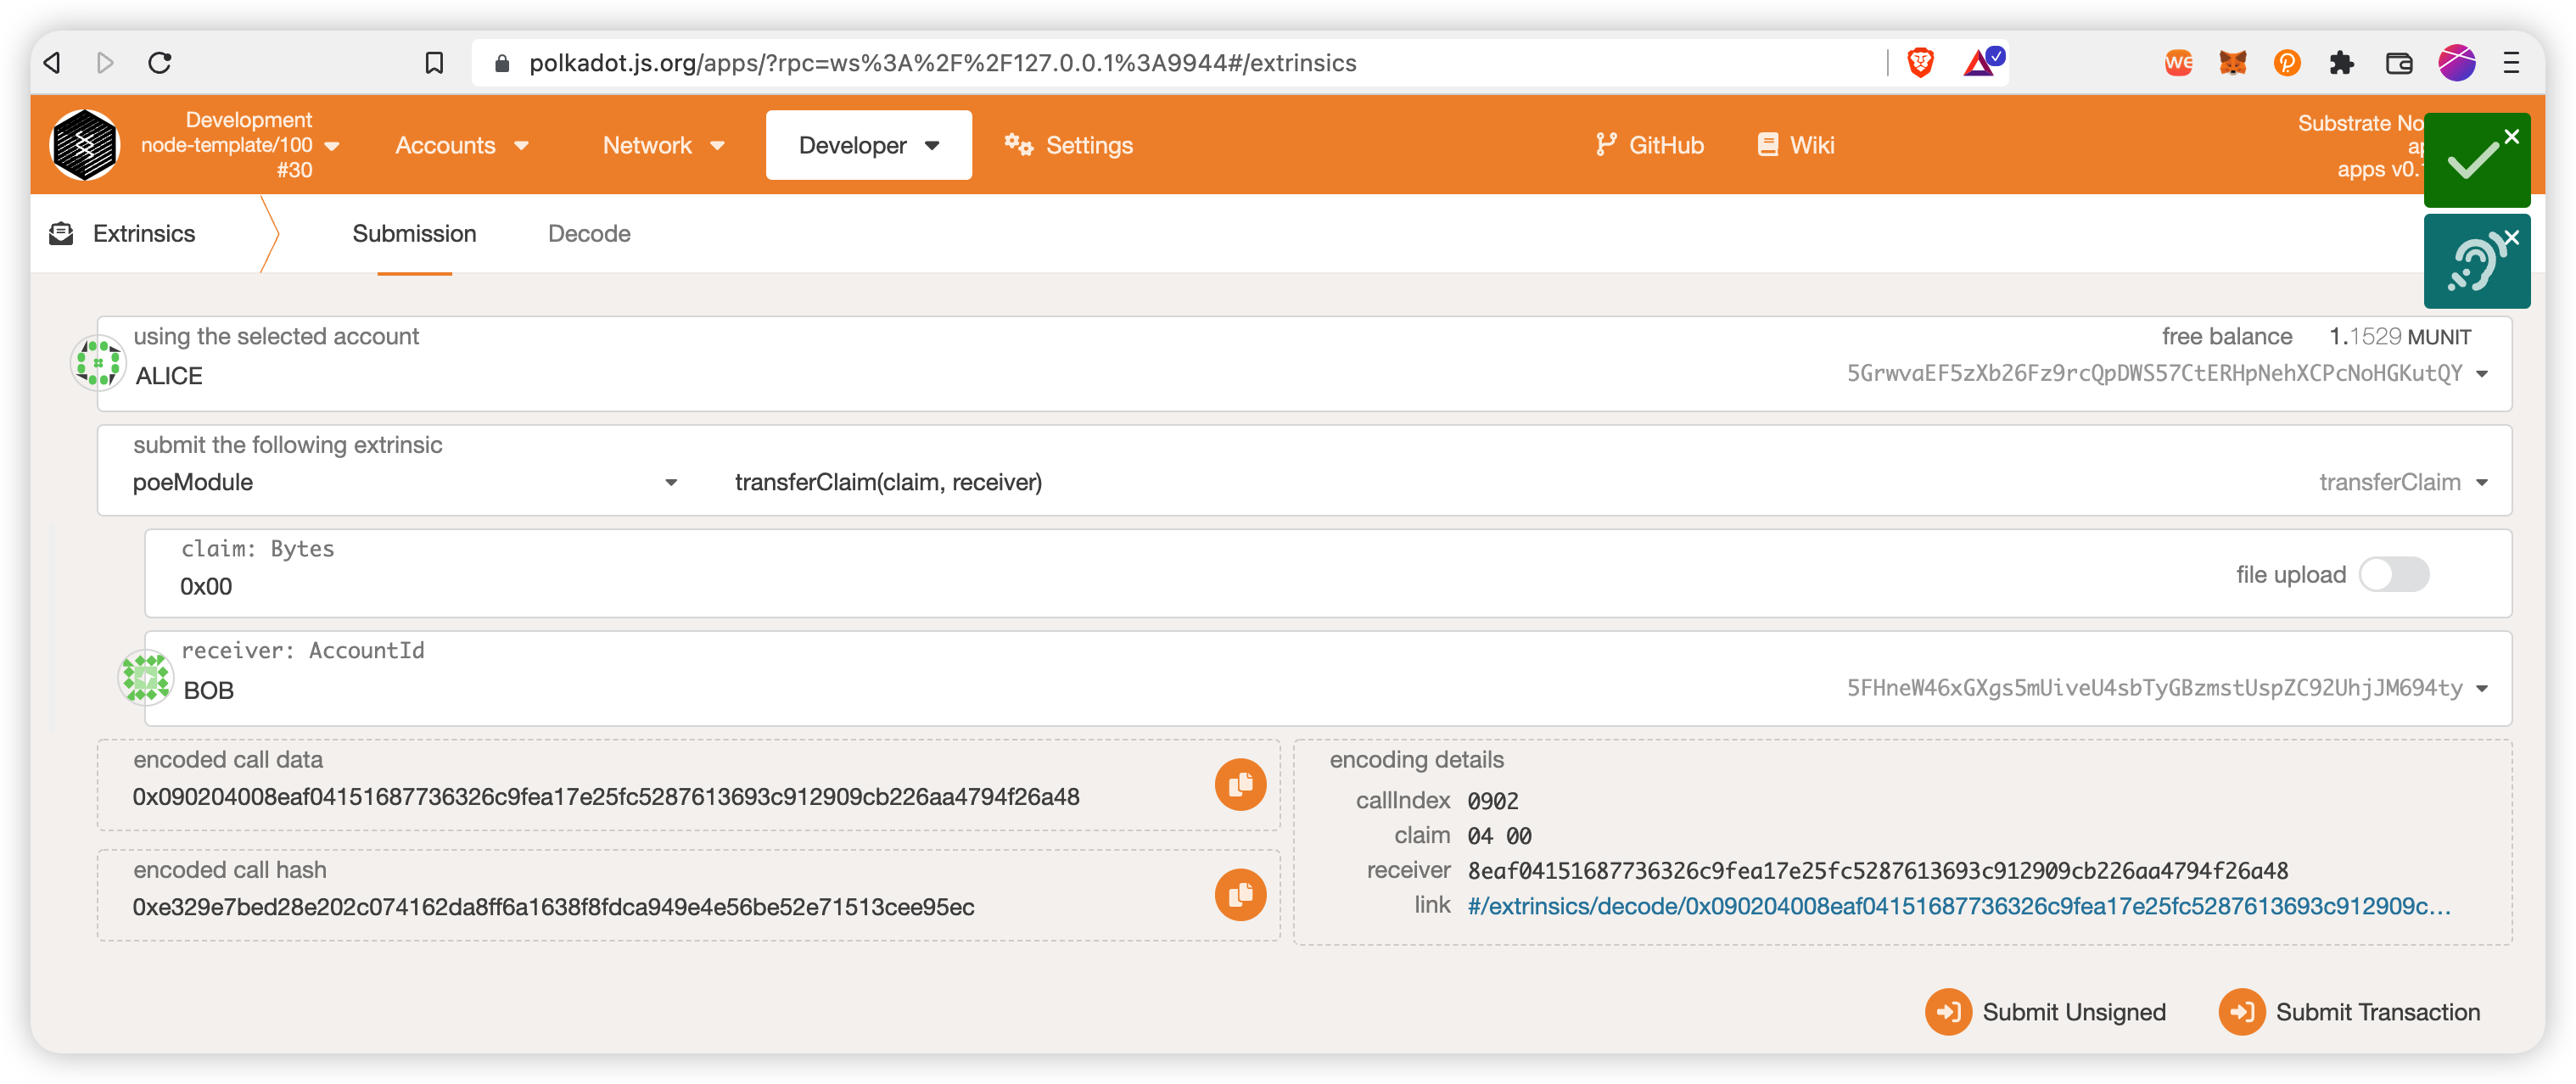 polkadot.js.org/apps/?rpc=ws%3A%2F%2F127.0.0.1%3A9944#/extrinsics
WE
Development
node-template/100
#30
Accounts
Network
Developer
Settings
GitHub
Wiki
Substrate
apps v0.
Extrinsics
Submission
Decode
using the selected account
free balance 1.1529 MUNIT
ALICE
5GrwvaEF5zXb26Fz9rcQpDWS57CtERHpNehXCPcNoHGKutQY
submit the following extrinsic
poeModule
transferClaim(claim, receiver)
transferClaim
claim: Bytes
0x00
file upload
receiver: AccountId
BOB
5FHneW46xGXgs5mUiveU4sbTyGBzmstUspZC92UhjJM694ty
encoded call data
0x090204008eaf04151687736326c9fea17e25fc5287613693c912909cb226aa4794f26a48
encoded call hash
0xe329e7bed28e202c074162da8ff6a1638f8fdca949e4e56be52e71513cee95ec
encoding details
callIndex 0902
claim 04 00
receiver 8eaf04151687736326c9fea17e25fc5287613693c912909cb226aa4794f26a48
link #/extrinsics/decode/0x090204008eaf04151687736326c9fea17e25fc5287613693c912909c...
Submit Unsigned
Submit Transaction